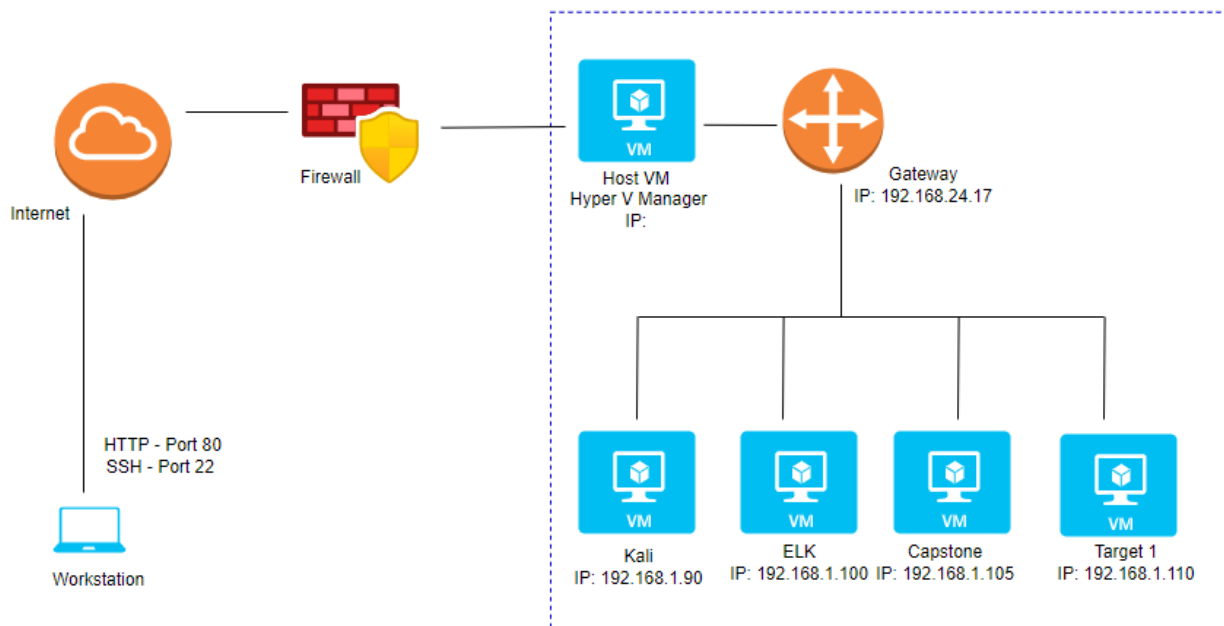 Internet
Firewall
VM
Host VM
Hyper V Manager
IP:
Gateway
IP: 192.168.24.17
HTTP - Port 80
SSH - Port 22
Workstation
VM
Kali
IP: 192.168.1.90
VM
ELK
IP: 192.168.1.100
VM
Capstone
IP: 192.168.1.105
VM
Target 1
IP: 192.168.1.110